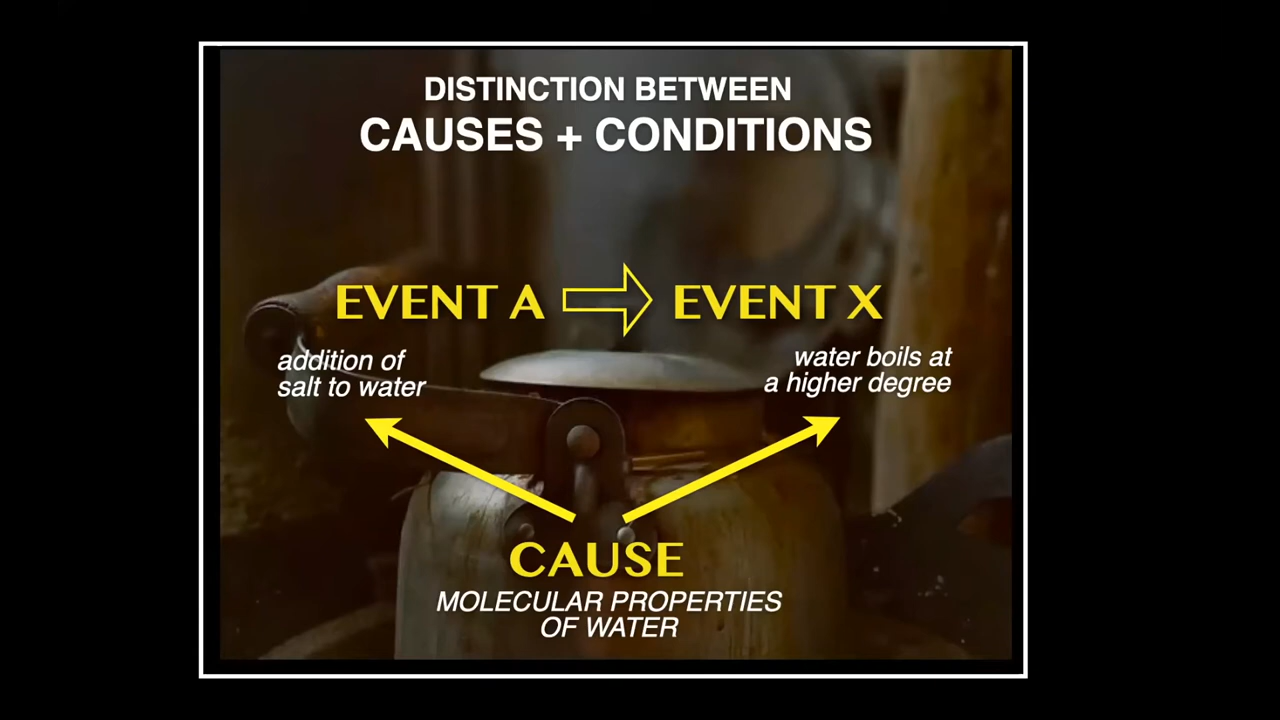 DISTINCTION BETWEEN
CAUSES + CONDITIONS
EVENT A
EVENT X
addition of
salt to water
water boils at
a higher degree
CAUSE
MOLECULAR PROPERTIES
OF WATER